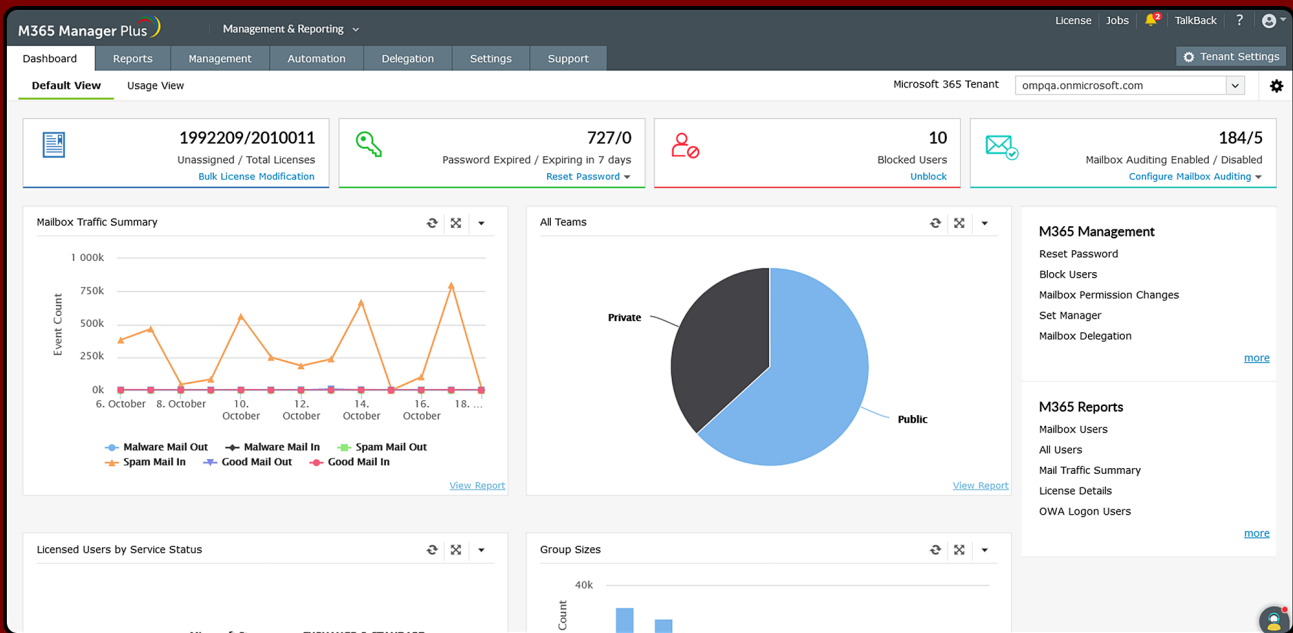 M365 Manager Plus
Management & Reporting
License Jobs 2 TalkBack ?
Dashboard Reports Management Automation Delegation Settings Support
Tenant Settings
Default View Usage View
Microsoft 365 Tenant ompqa.onmicrosoft.com
1992209/2010011
Unassigned / Total Licenses
Bulk License Modification
727/0
Password Expired / Expiring in 7 days
Reset Password
10
Blocked Users
Unblock
184/5
Mailbox Auditing Enabled / Disabled
Configure Mailbox Auditing
Mailbox Traffic Summary
1 000k
750k
500k
250k
0k
Event Count
6. October 8. October 10. October 12. October 14. October 16. October 18. ...
Malware Mail Out Malware Mail In Spam Mail Out
Spam Mail In Good Mail Out Good Mail In
View Report
All Teams
Private
Public
View Report
M365 Management
Reset Password
Block Users
Mailbox Permission Changes
Set Manager
Mailbox Delegation
more
M365 Reports
Mailbox Users
All Users
Mail Traffic Summary
License Details
OWA Logon Users
more
Licensed Users by Service Status
Group Sizes
40k
Count